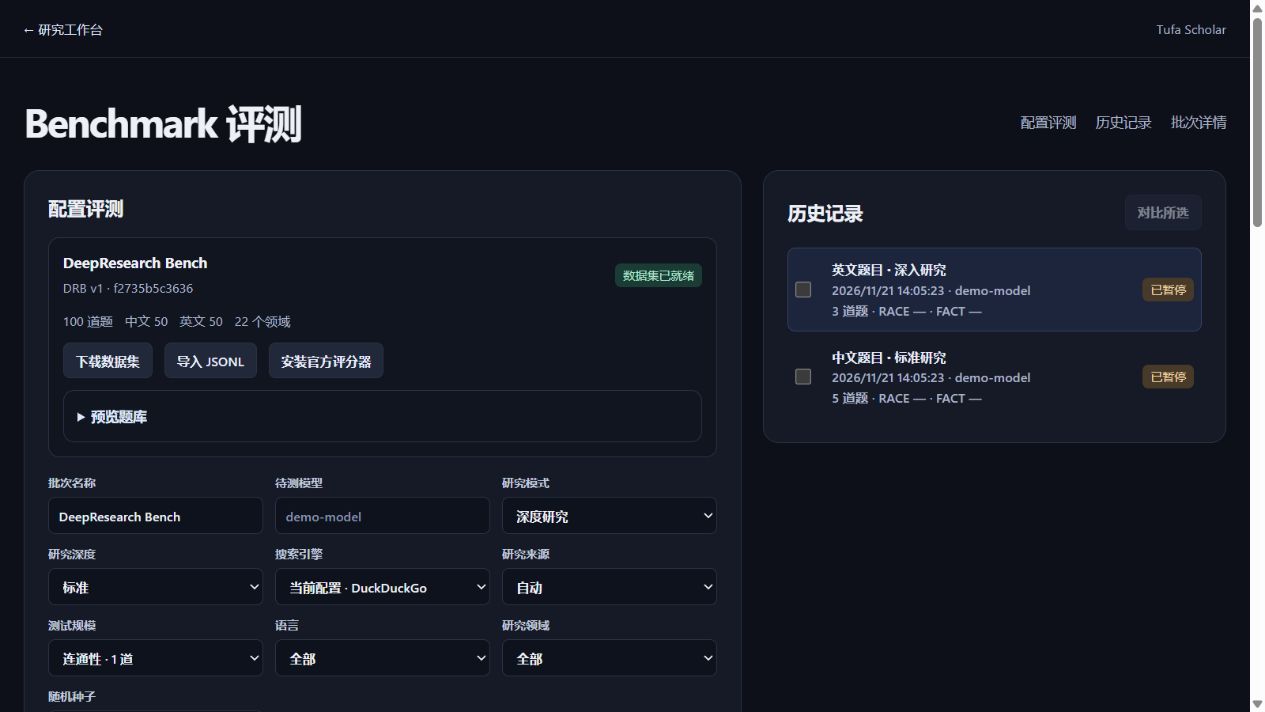 ← 研究工作台
Tufa Scholar
Benchmark 评测
配置评测 历史记录 批次详情
配置评测
DeepResearch Bench
DRB v1 · f2735b5c3636
数据集已就绪
100 道题 中文 50 英文 50 22 个领域
下载数据集 导入 JSONL 安装官方评分器
▶ 预览题库
批次名称 待测模型 研究模式
DeepResearch Bench demo-model 深度研究
研究深度 搜索引擎 研究来源
标准 当前配置 · DuckDuckGo 自动
测试规模 语言 研究领域
连通性 · 1 道 全部 全部
随机种子
历史记录
对比所选
英文题目 · 深入研究
2026/11/21 14:05:23 · demo-model
3 道题 · RACE — · FACT —
已暂停
中文题目 · 标准研究
2026/11/21 14:05:23 · demo-model
5 道题 · RACE — · FACT —
已暂停